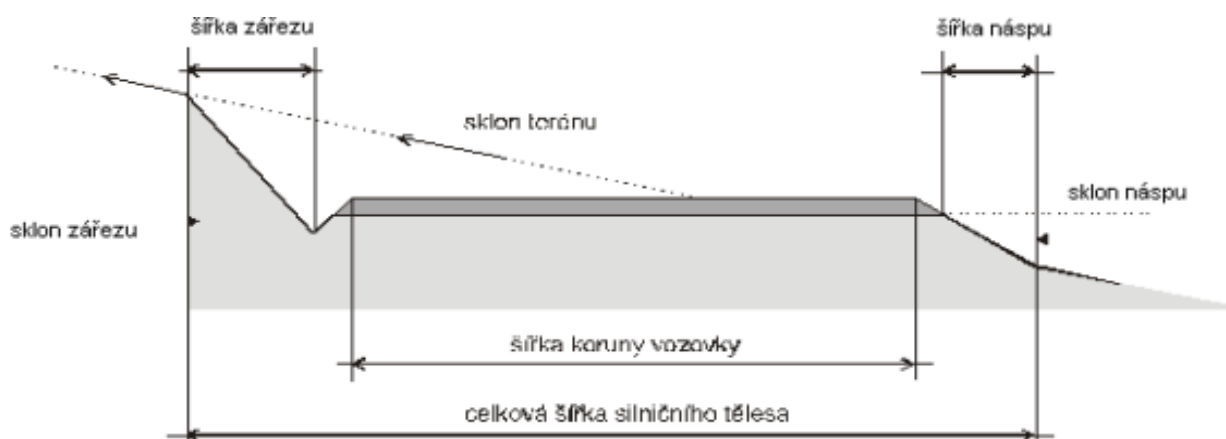 šířka zářezu
šířka náspu
sklon terénu
sklon náspu
sklon zářezu
šířka koruny vozovky
celková šířka silničního tělesa